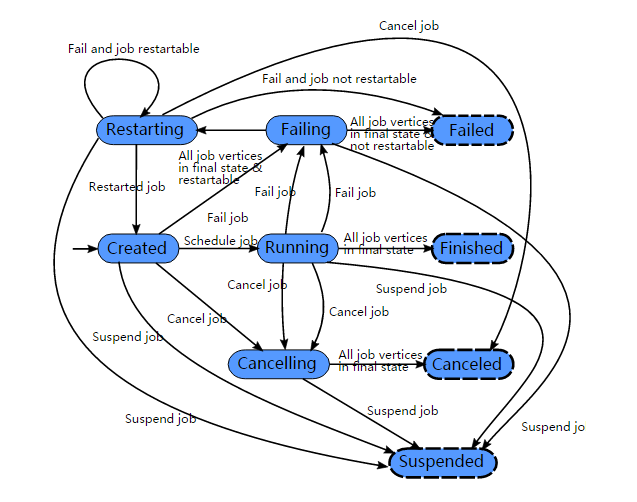 Cancel job
Fail and job restartable
Fail and job not restartable
Restarting
Failing
All job vertices
in final state &
not restartable
Failed
All job vertices
in final state &
restartable
Restarted job
Fail job
Fail job
Fail job
Created
Schedule job
Running
All job vertices
in final state
Finished
Cancel job
Suspend job
Cancel job
Cancel job
Suspend job
Cancelling
All job vertices
in final state
Canceled
Suspend job
Suspend job
Suspend jo
Suspended